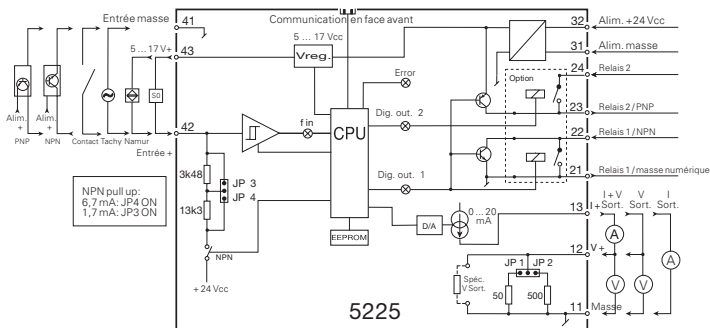 Entrée masse
41
Communication en face avant
32
Alim. +24 Vcc
5 ... 17 V+
43
5 ... 17 Vcc
Vreg.
31
Alim. masse
Error
Option
24
Relais 2
S0
Alim.
+
PNP
Alim.
+
NPN
Contact
Tachy
Namur
42
Entrée +
f in
CPU
Dig. out. 2
23
Relais 2 / PNP
22
Relais 1 / NPN
3k48
JP 3
JP 4
13k3
Dig. out. 1
21
Relais 1 / masse numérique
NPN pull up:
6,7 mA: JP4 ON
1,7 mA: JP3 ON
NPN
+ 24 Vcc
EEPROM
D/A
0...20
mA
13
I+
I + V
Sort.
V
Sort.
I
Sort.
A
A
12
V +
Spéc.
V Sort.
JP 1
JP 2
50
500
V
V
11
Masse
5225